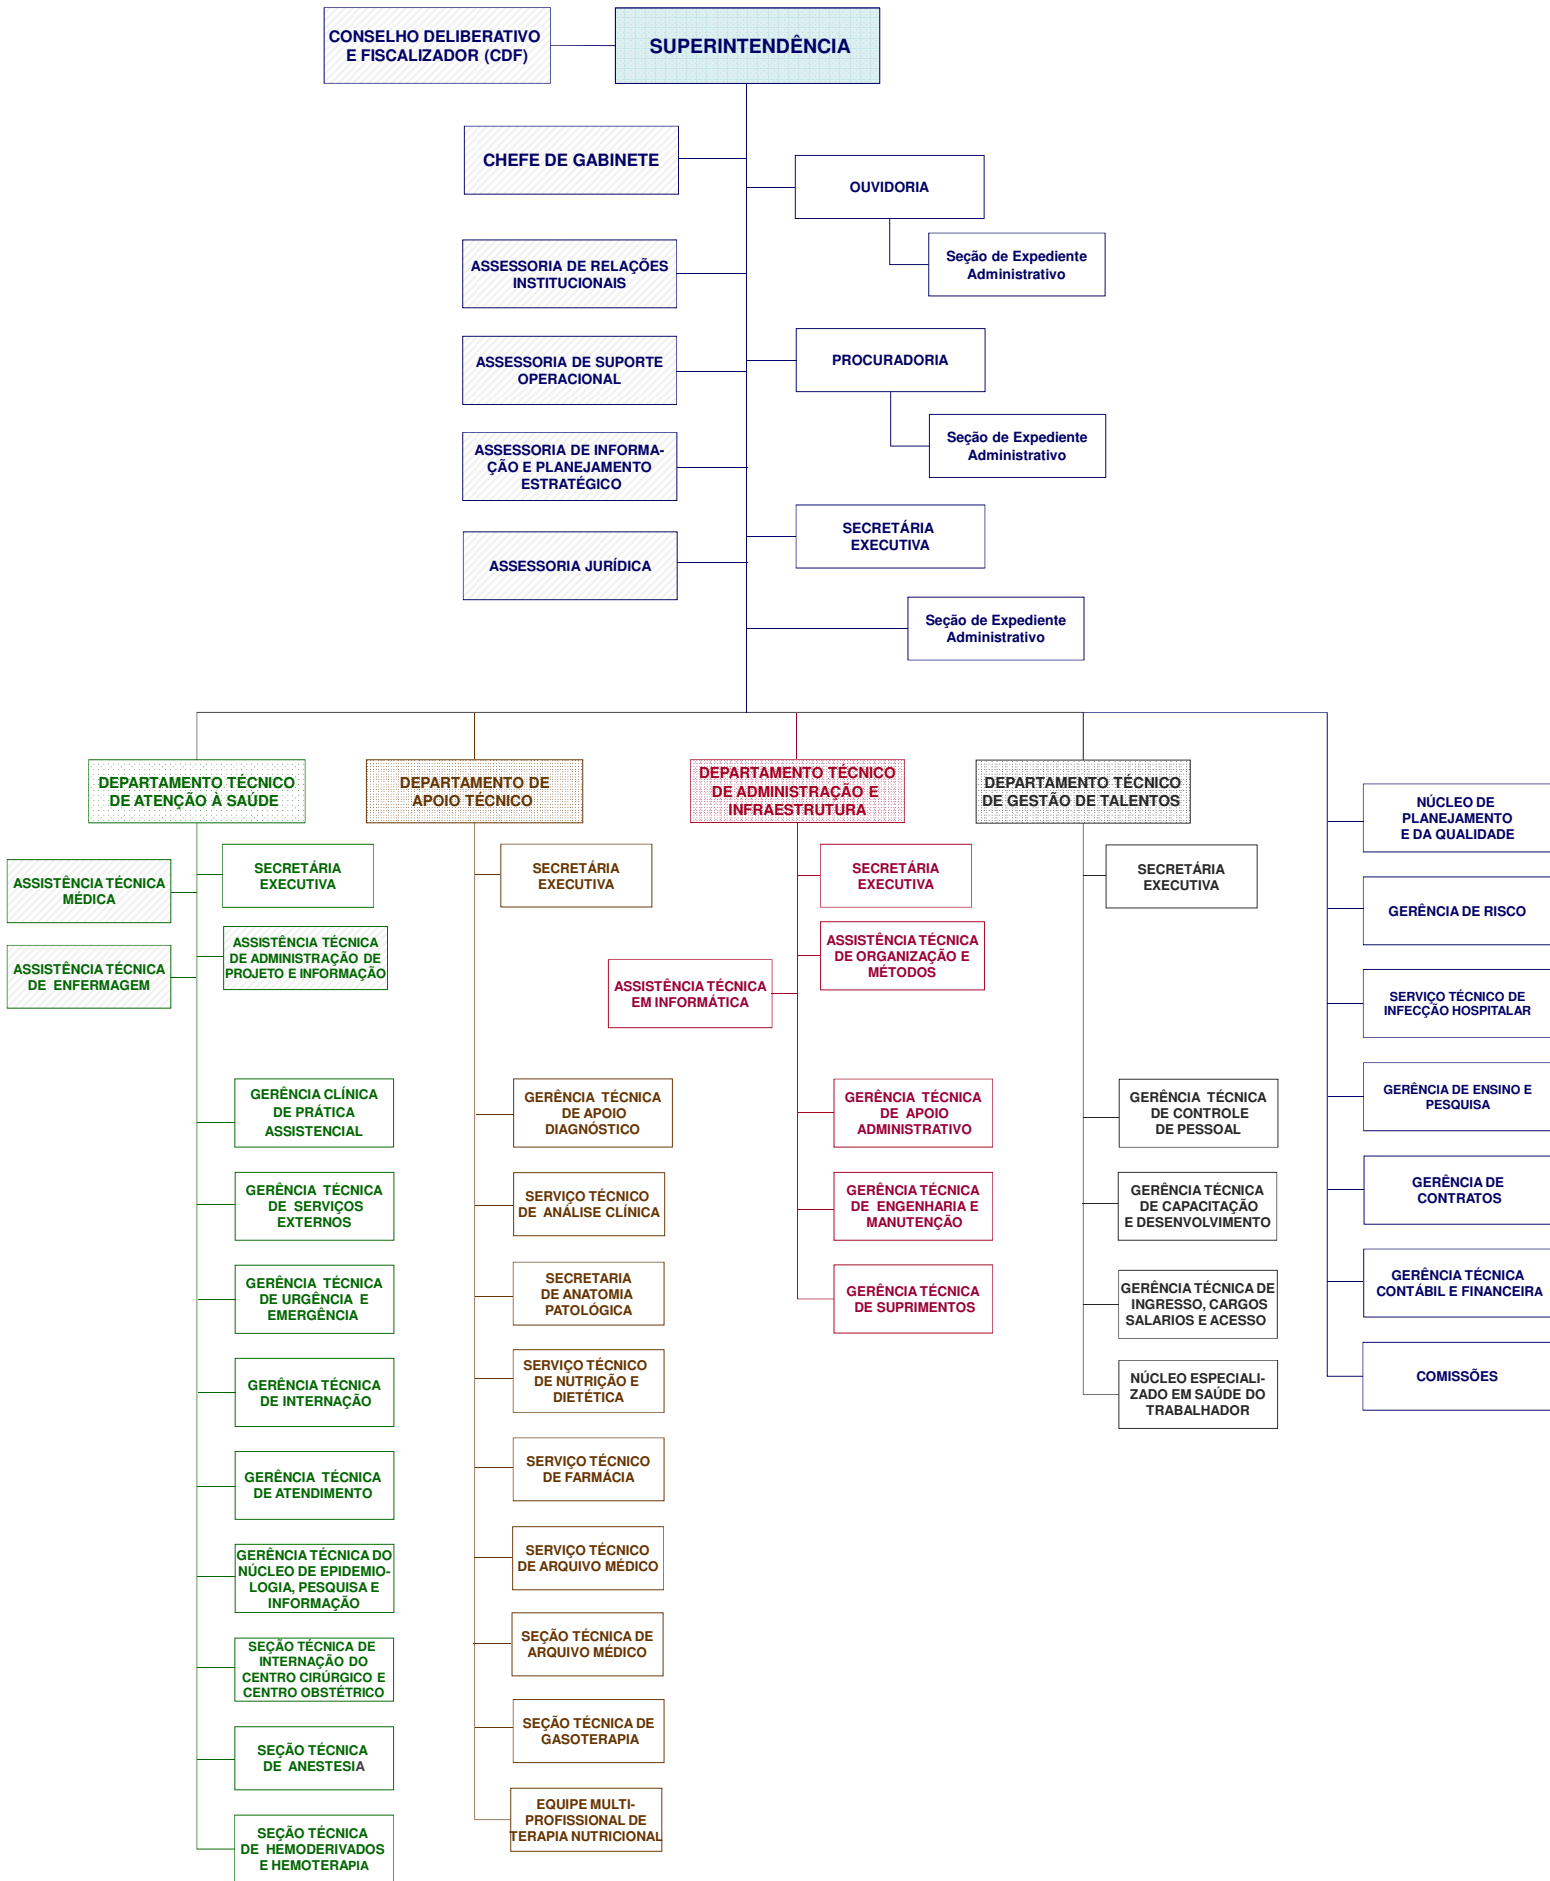 CONSELHO DELIBERATIVO
E FISCALIZADOR (CDF)
SUPERINTENDÊNCIA
CHEFE DE GABINETE
OUVIDORIA
Seção de Expediente
Administrativo
ASSESSORIA DE RELAÇÕES
INSTITUCIONAIS
ASSESSORIA DE SUPORTE
OPERACIONAL
PROCURADORIA
Seção de Expediente
Administrativo
ASSESSORIA DE INFORMA-
ÇÃO E PLANEJAMENTO
ESTRATÉGICO
SECRETÁRIA
EXECUTIVA
ASSESSORIA JURÍDICA
Seção de Expediente
Administrativo
DEPARTAMENTO TÉCNICO
DE ATENÇÃO À SAÚDE
ASSISTÊNCIA TÉCNICA
MÉDICA
SECRETÁRIA
EXECUTIVA
ASSISTÊNCIA TÉCNICA
DE ENFERMAGEM
ASSISTÊNCIA TÉCNICA
DE ADMINISTRAÇÃO DE
PROJETO E INFORMAÇÃO
GERÊNCIA CLÍNICA
DE PRÁTICA
ASSISTENCIAL
GERÊNCIA TÉCNICA
DE SERVIÇOS
EXTERNOS
GERÊNCIA TÉCNICA
DE URGÊNCIA E
EMERGÊNCIA
GERÊNCIA TÉCNICA
DE INTERNAÇÃO
GERÊNCIA TÉCNICA
DE ATENDIMENTO
GERÊNCIA TÉCNICA DO
NÚCLEO DE EPIDEMIO-
LOGIA, PESQUISA E
INFORMAÇÃO
SEÇÃO TÉCNICA DE
INTERNAÇÃO DO
CENTRO CIRÚRGICO E
CENTRO OBSTÉTRICO
SEÇÃO TÉCNICA
DE ANESTESIA
SEÇÃO TÉCNICA
DE HEMODERIVADOS
E HEMOTERAPIA
DEPARTAMENTO DE
APOIO TÉCNICO
SECRETÁRIA
EXECUTIVA
GERÊNCIA TÉCNICA
DE APOIO
DIAGNÓSTICO
SERVIÇO TÉCNICO
DE ANÁLISE CLÍNICA
SECRETARIA
DE ANATOMIA
PATOLÓGICA
SERVIÇO TÉCNICO
DE NUTRIÇÃO E
DIETÉTICA
SERVIÇO TÉCNICO
DE FARMÁCIA
SERVIÇO TÉCNICO
DE ARQUIVO MÉDICO
SEÇÃO TÉCNICA DE
ARQUIVO MÉDICO
SEÇÃO TÉCNICA DE
GASOTERAPIA
EQUIPE MULTI-
PROFISSIONAL DE
TERAPIA NUTRICIONAL
DEPARTAMENTO TÉCNICO
DE ADMINISTRAÇÃO E
INFRAESTRUTURA
SECRETÁRIA
EXECUTIVA
ASSISTÊNCIA TÉCNICA
DE ORGANIZAÇÃO E
MÉTODOS
ASSISTÊNCIA TÉCNICA
EM INFORMÁTICA
GERÊNCIA TÉCNICA
DE APOIO
ADMINISTRATIVO
GERÊNCIA TÉCNICA
DE ENGENHARIA E
MANUTENÇÃO
GERÊNCIA TÉCNICA
DE SUPRIMENTOS
DEPARTAMENTO TÉCNICO
DE GESTÃO DE TALENTOS
SECRETÁRIA
EXECUTIVA
GERÊNCIA TÉCNICA
DE CONTROLE
DE PESSOAL
GERÊNCIA TÉCNICA
DE CAPACITAÇÃO
E DESENVOLVIMENTO
GERÊNCIA TÉCNICA DE
INGRESSO, CARGOS
SALARIOS E ACESSO
NÚCLEO ESPECIALI-
ZADO EM SAÚDE DO
TRABALHADOR
NÚCLEO DE
PLANEJAMENTO
E DA QUALIDADE
GERÊNCIA DE RISCO
SERVIÇO TÉCNICO DE
INFECÇÃO HOSPITALAR
GERÊNCIA DE ENSINO E
PESQUISA
GERÊNCIA DE
CONTRATOS
GERÊNCIA TÉCNICA
CONTÁBIL E FINANCEIRA
COMISSÕES